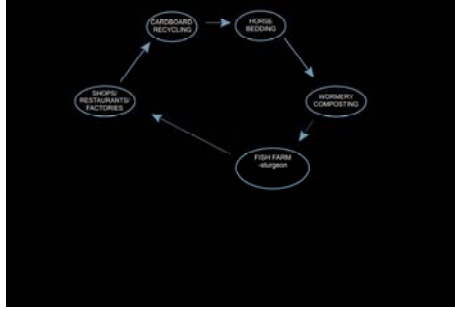 CARDBOARD
RECYCLING
HORSE
BEDDING
SHOPS/
RESTAURANTS/
FACTORIES
WORMERY
COMPOSTING
FISH FARM
-sturgeon